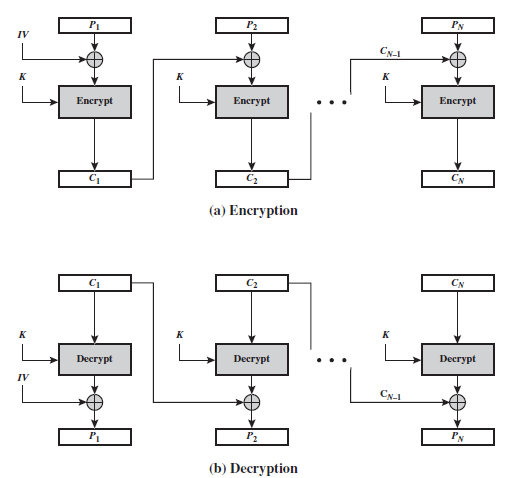 P1 P2 PN
IV
CN–1
K K K
Encrypt Encrypt Encrypt
C1 C2 CN
(a) Encryption
C1 C2 CN
K K K
Decrypt Decrypt Decrypt
IV
CN–1
P1 P2 PN
(b) Decryption